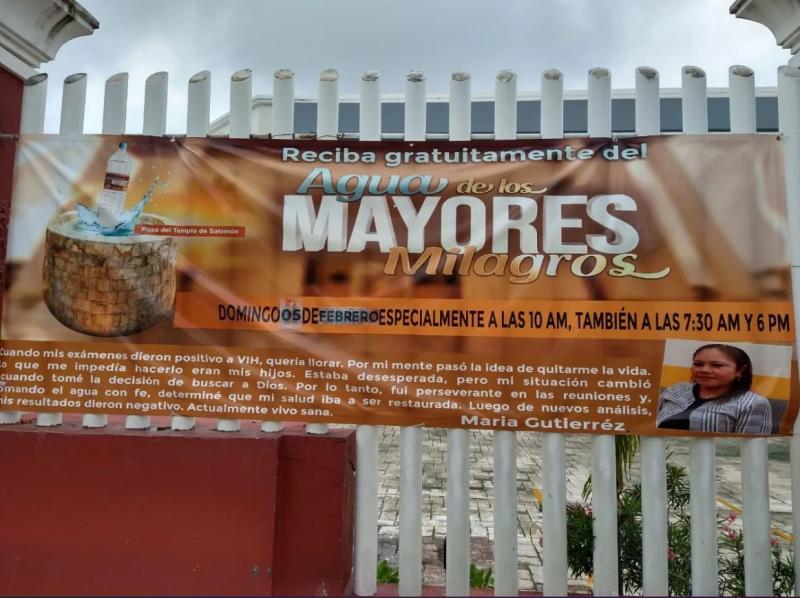 Reciba gratuitamente del
Agua de los
MAYORES
Milagros
Pozo del Templo de Salomón
DOMINGO 05 DE FEBRERO ESPECIALMENTE A LAS 10 AM, TAMBIÉN A LAS 7:30 AM Y 6 PM
Cuando mis exámenes dieron positivo a VIH, quería llorar. Por mi mente pasó la idea de quitarme la vida.
Lo que me impedía hacerlo eran mis hijos. Estaba desesperada, pero mi situación cambió
cuando tomé la decisión de buscar a Dios. Por lo tanto, fui perseverante en las reuniones y,
tomando el agua con fe, determiné que mi salud iba a ser restaurada. Luego de nuevos análisis,
mis resultados dieron negativo. Actualmente vivo sana.
Maria Gutierréz